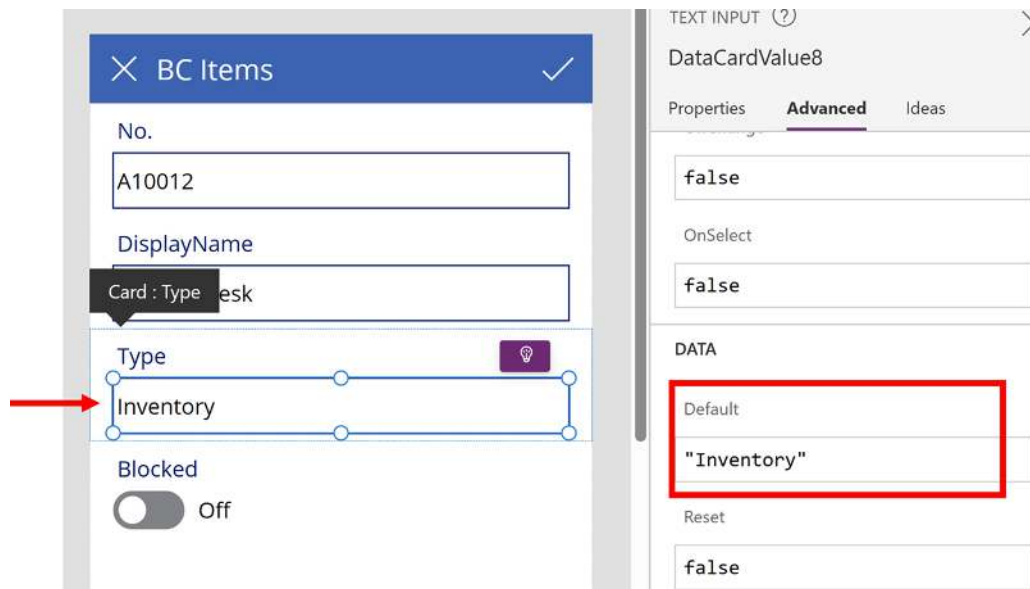 BC Items
No.
A10012
DisplayName
Card : Type
esk
Type
Inventory
Blocked
Off
TEXT INPUT ?
DataCardValue8
Properties Advanced Ideas
false
OnSelect
false
DATA
Default
"Inventory"
Reset
false